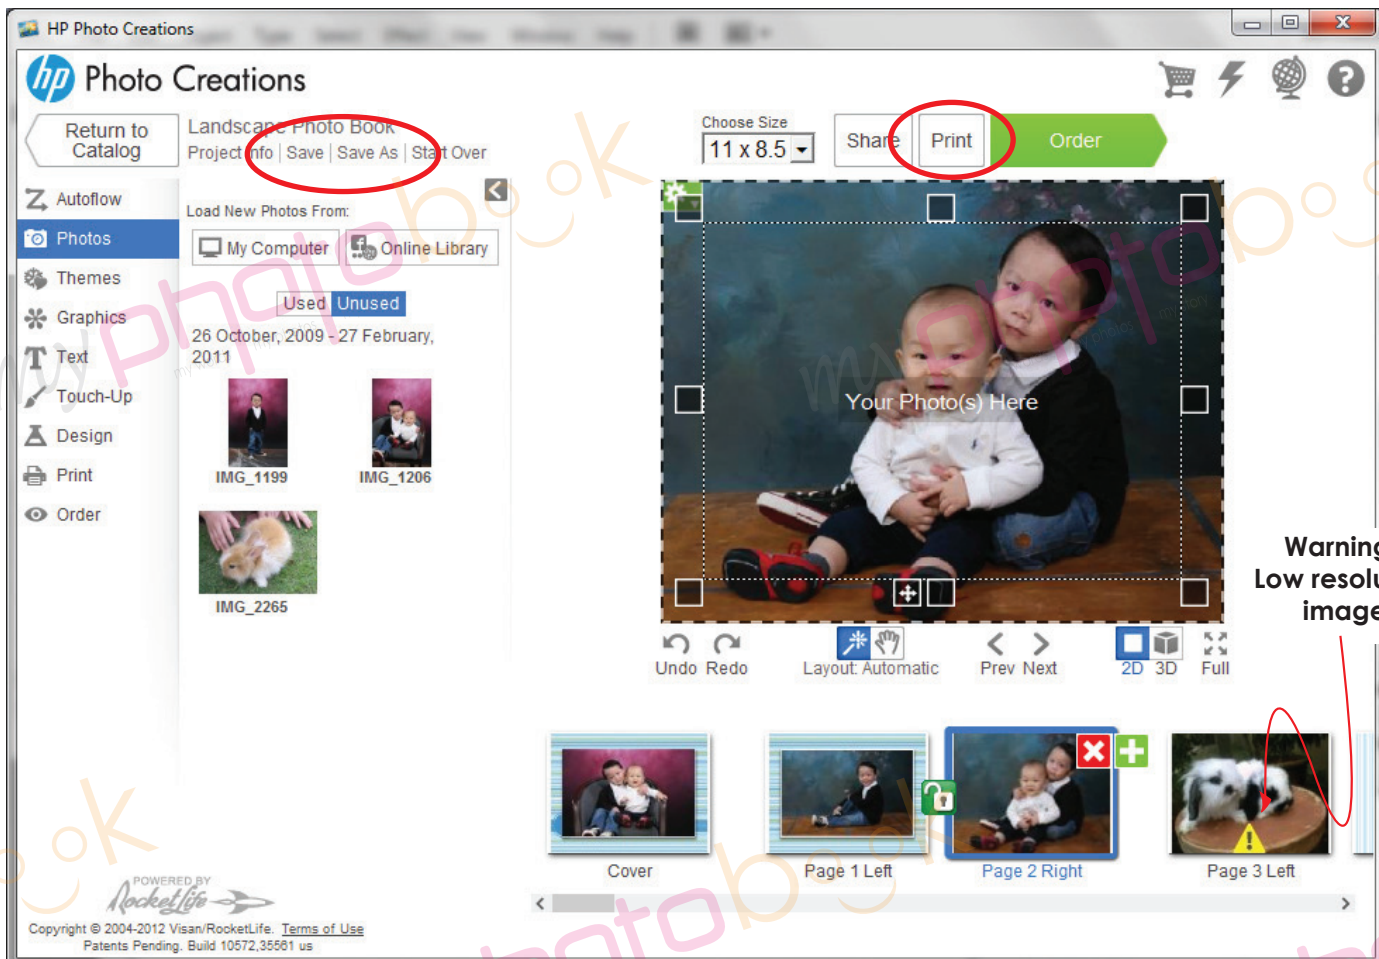 HP Photo Creations
hp Photo Creations
Return to
Catalog
Landscape Photo Book
Project Info | Save | Save As | Start Over
Choose Size
11 x 8.5
Share
Print
Order
Autoflow
Photos
Themes
Graphics
Text
Touch-Up
Design
Print
Order
Load New Photos From:
My Computer
Online Library
Used
Unused
26 October, 2009 - 27 February,
2011
IMG_1199
IMG_1206
IMG_2265
Your Photo(s) Here
Warning
Low resolu
image
Undo
Redo
Layout: Automatic
Prev
Next
2D
3D
Full
Cover
Page 1 Left
Page 2 Right
Page 3 Left
POWERED BY
RocketLife
Copyright © 2004-2012 Visan/RocketLife. Terms of Use
Patents Pending. Build 10572,35561 us
myphotobook
myphotobook
photobook